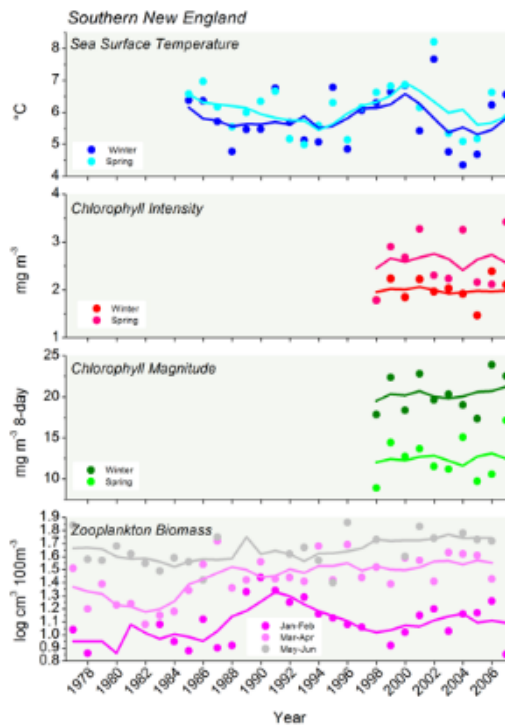 Southern New England
Sea Surface Temperature
8
7
6
5
4
°C
Winter
Spring
Chlorophyll Intensity
4
3
2
1
mg m-3
Winter
Spring
Chlorophyll Magnitude
25
20
15
10
mg m-3 8-day
Winter
Spring
Zooplankton Biomass
1.9
1.8
1.7
1.6
1.5
1.4
1.3
1.2
1.1
1.0
0.9
0.8
log cm3 100m-3
Jan-Feb
Mar-Apr
May-Jun
1978 1980 1982 1984 1986 1988 1990 1992 1994 1996 1998 2000 2002 2004 2006
Year